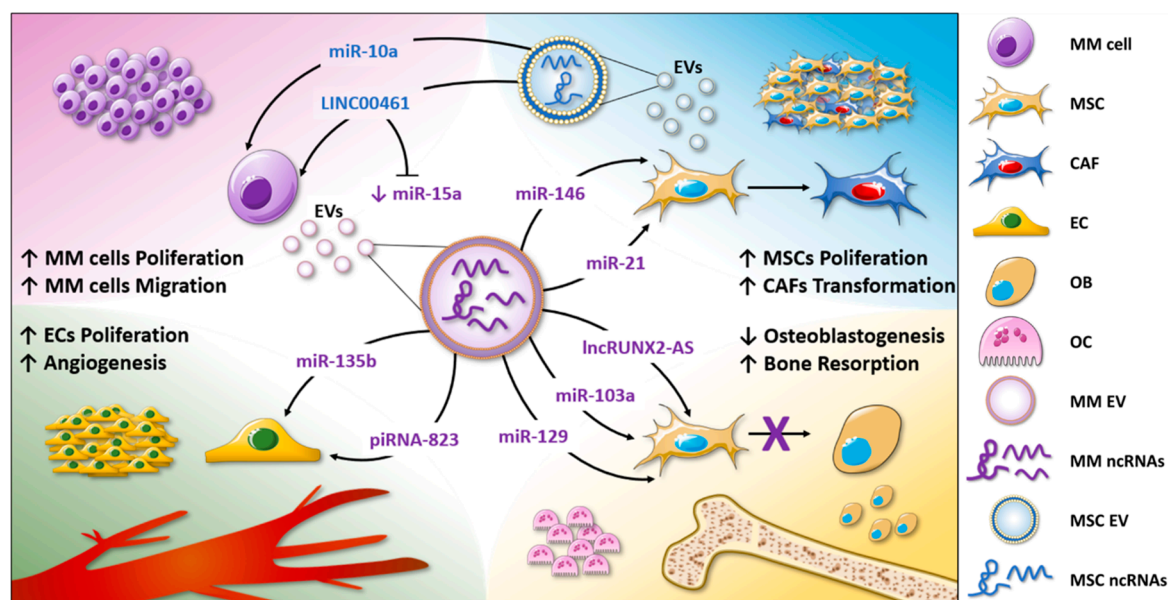 miR-10a
LINC00461
EVs
↓ miR-15a
EVs
miR-146
miR-21
↑ MM cells Poliferation
↑ MM cells Migration
↑ MSCs Poliferation
↑ CAFs Transformation
↑ ECs Poliferation
↑ Angiogenesis
miR-135b
piRNA-823
lncRUNX2-AS
miR-103a
miR-129
↓ Osteoblastogenesis
↑ Bone Resorption
X
MM cell
MSC
CAF
EC
OB
OC
MM EV
MM ncRNAs
MSC EV
MSC ncRNAs